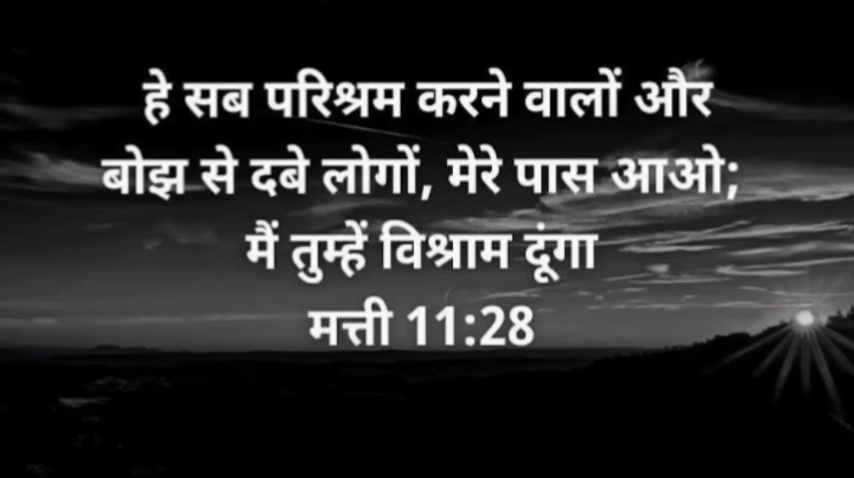 हे सब परिश्रम करने वालों और
बोझ से दबे लोगों, मेरे पास आओ;
मैं तुम्हें विश्राम दूंगा
मत्ती 11:28